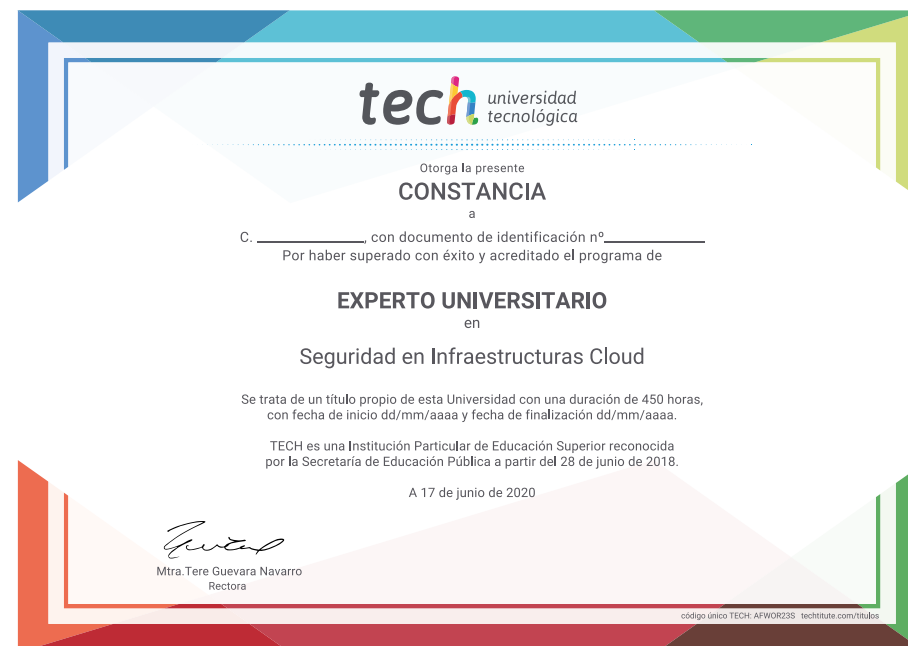 tech universidad
tecnológica
Otorga la presente
CONSTANCIA
a
C. ____________, con documento de identificación nº____________
Por haber superado con éxito y acreditado el programa de
EXPERTO UNIVERSITARIO
en
Seguridad en Infraestructuras Cloud
Se trata de un título propio de esta Universidad con una duración de 450 horas,
con fecha de inicio dd/mm/aaaa y fecha de finalización dd/mm/aaaa.
TECH es una Institución Particular de Educación Superior reconocida
por la Secretaría de Educación Pública a partir del 28 de junio de 2018.
A 17 de junio de 2020
Mtra.Tere Guevara Navarro
Rectora
código único TECH: AFWOR23S techtitute.com/titulos